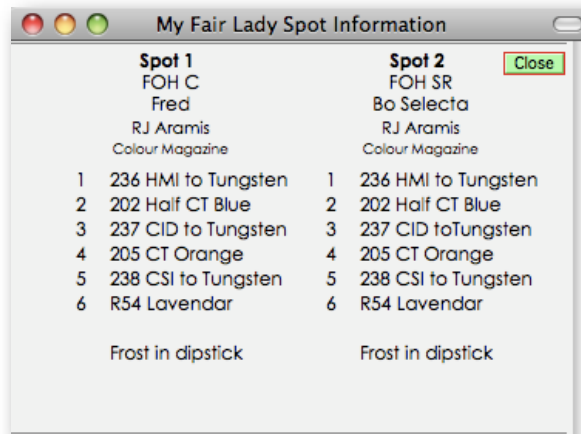 My Fair Lady Spot Information
Close
Spot 1
FOH C
Fred
RJ Aramis
Colour Magazine
1 236 HMI to Tungsten
2 202 Half CT Blue
3 237 CID to Tungsten
4 205 CT Orange
5 238 CSI to Tungsten
6 R54 Lavendar
Frost in dipstick
Spot 2
FOH SR
Bo Selecta
RJ Aramis
Colour Magazine
1 236 HMI to Tungsten
2 202 Half CT Blue
3 237 CID toTungsten
4 205 CT Orange
5 238 CSI to Tungsten
6 R54 Lavendar
Frost in dipstick